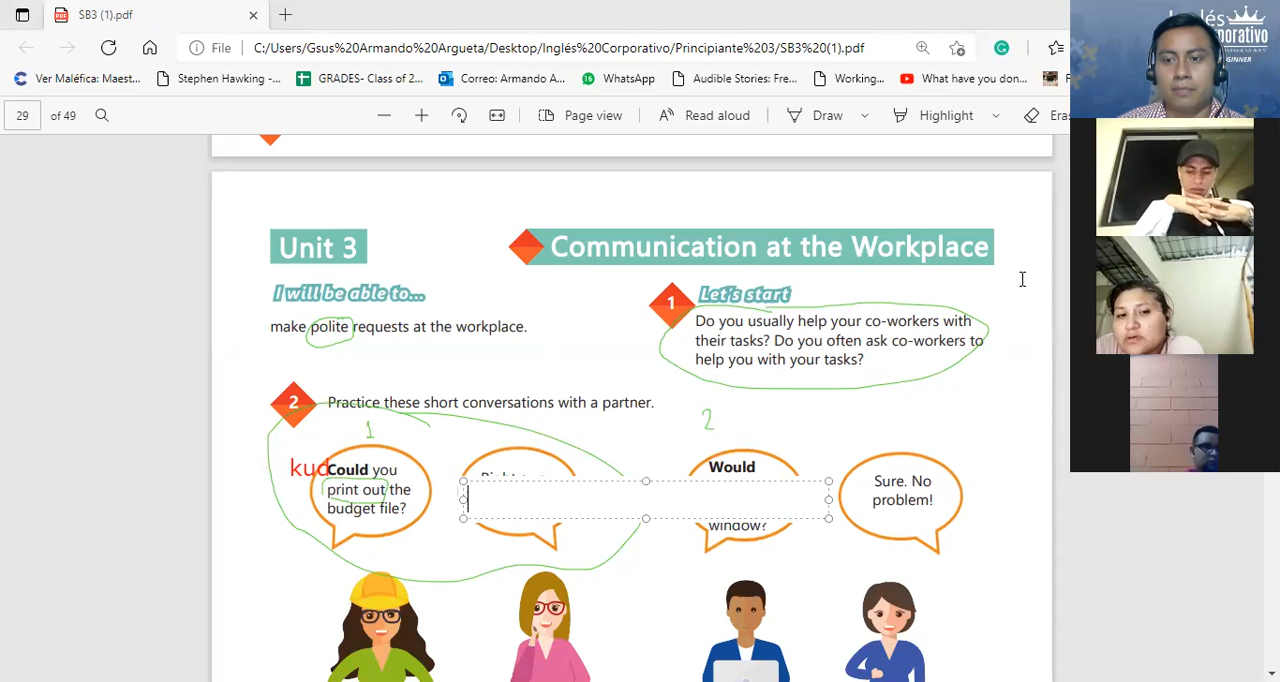 SB3 (1).pdf
File C:/Users/Gsus%20Armando%20Argueta/Desktop/Inglés%20Corporativo/Principiante%203/SB3%20(1).pdf
Ver Maléfica: Maest... Stephen Hawking -... GRADES- Class of 2... Correo: Armando A... 16 WhatsApp Audible Stories: Fre... Working... What have you don...
29 of 49 Page view Read aloud Draw Highlight Eras
Unit 3
Communication at the Workplace
I will be able to...
make polite requests at the workplace.
1
Let's start
Do you usually help your co-workers with
their tasks? Do you often ask co-workers to
help you with your tasks?
2
Practice these short conversations with a partner.
1
2
kud
Could you
print out the
budget file?
Right
Would
window?
Sure. No
problem!